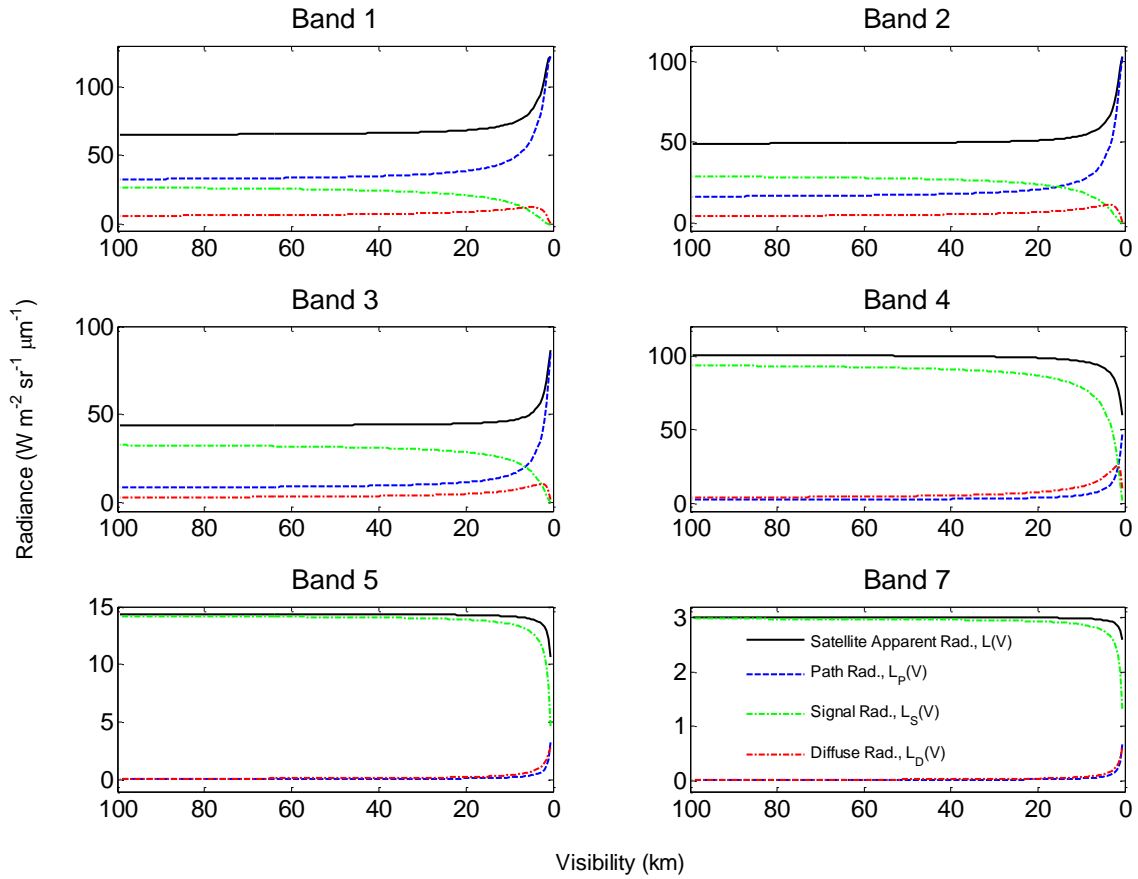 Band 1
100
50
0
100 80 60 40 20 0
Band 2
100
50
0
100 80 60 40 20 0
Radiance (W m-2 sr-1 μm-1)
Band 3
100
50
0
100 80 60 40 20 0
Band 4
100
50
0
100 80 60 40 20 0
Band 5
15
10
5
0
100 80 60 40 20 0
Band 7
3
2
1
0
100 80 60 40 20 0
Satellite Apparent Rad., L(V)
Path Rad., LP(V)
Signal Rad., LS(V)
Diffuse Rad., LD(V)
Visibility (km)